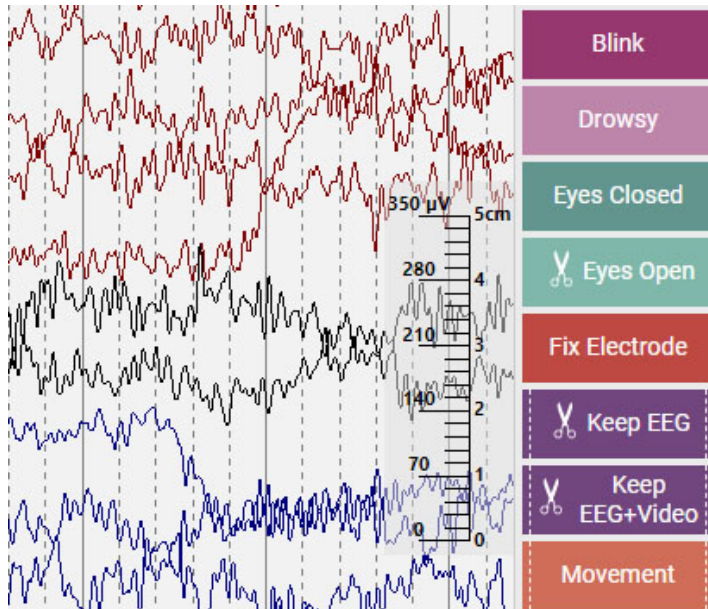 Blink
Drowsy
Eyes Closed
Eyes Open
Fix Electrode
Keep EEG
Keep
EEG+Video
Movement
350 µV 5cm
280 4
210 3
140 2
70 1
0 0